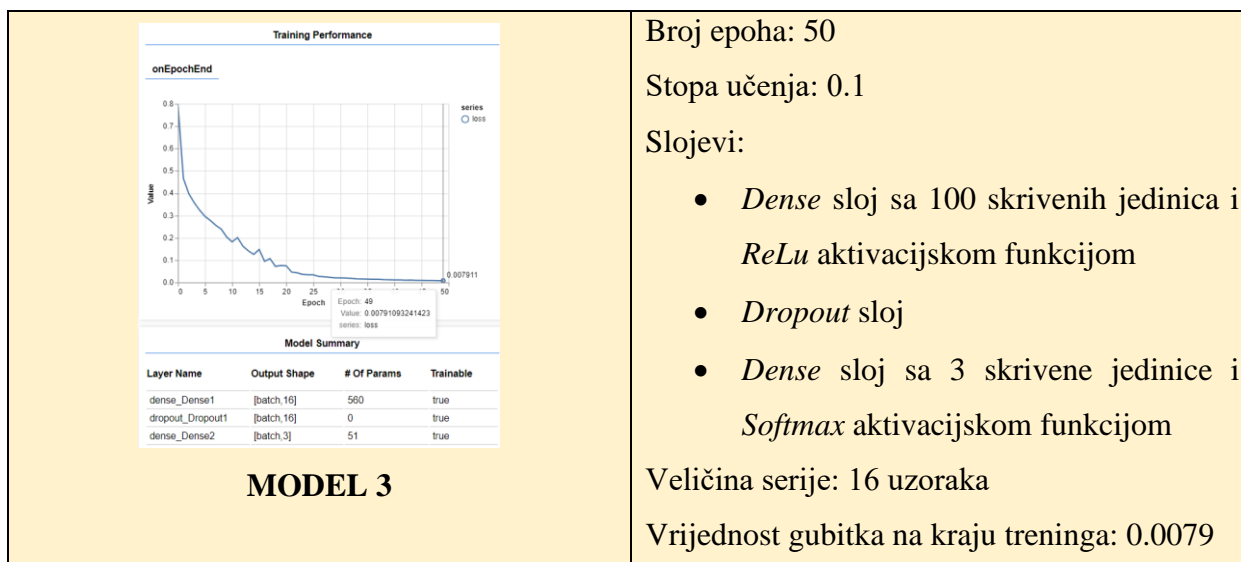 Training Performance
onEpochEnd
series
loss
0.8
0.7
0.6
0.5
0.4
0.3
0.2
0.1
0.0
Value
0.007911
0 5 10 15 20 25 50
Epoch
Epoch: 49
Value: 0.00791093241423
series: loss
Model Summary
Layer Name Output Shape # Of Params Trainable
dense_Dense1 [batch,16] 560 true
dropout_Dropout1 [batch,16] 0 true
dense_Dense2 [batch,3] 51 true
MODEL 3
Broj epoha: 50
Stopa učenja: 0.1
Slojevi:
• Dense sloj sa 100 skrivenih jedinica i
ReLu aktivacijskom funkcijom
• Dropout sloj
• Dense sloj sa 3 skrivene jedinice i
Softmax aktivacijskom funkcijom
Veličina serije: 16 uzoraka
Vrijednost gubitka na kraju treninga: 0.0079